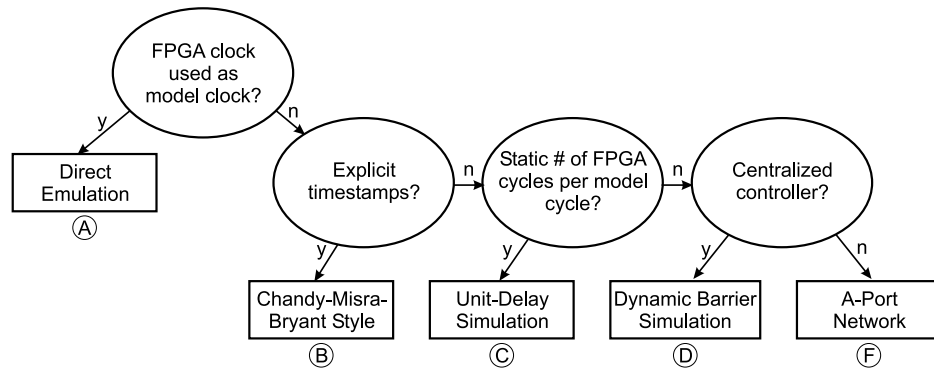 FPGA clock
used as
model clock?
y
n
Direct
Emulation
A
Explicit
timestamps?
n
y
Chandy-Misra-
Bryant Style
B
Static # of FPGA
cycles per model
cycle?
n
y
Unit-Delay
Simulation
C
Centralized
controller?
y
n
Dynamic Barrier
Simulation
D
A-Port
Network
F